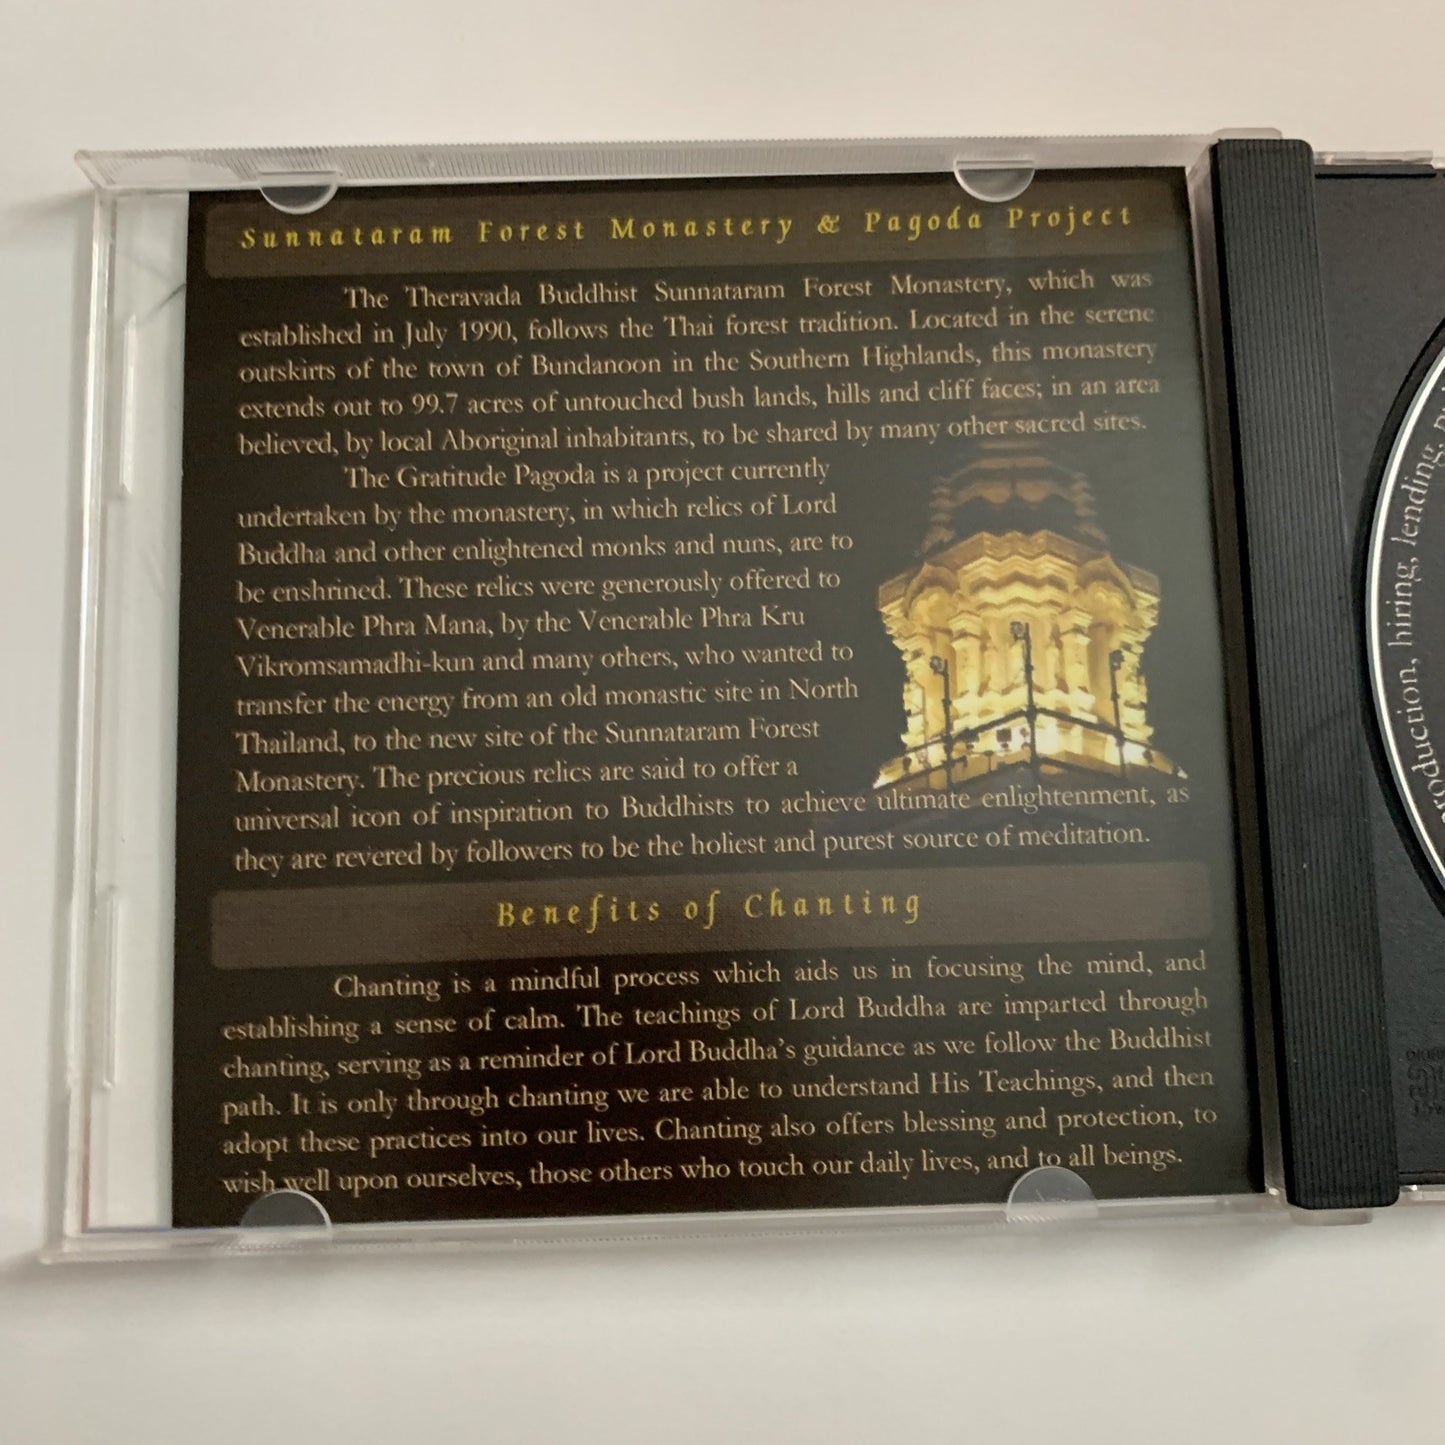 Sunnataram Forest Monastery & Pagoda Project
The Theravada Buddhist Sunnataram Forest Monastery, which was
established in July 1990, follows the Thai forest tradition. Located in the serene
outskirts of the town of Bundanoon in the Southern Highlands, this monastery
extends out to 99.7 acres of untouched bush lands, hills and cliff faces; in an area
believed, by local Aboriginal inhabitants, to be shared by many other sacred sites.
The Gratitude Pagoda is a project currently
undertaken by the monastery, in which relics of Lord
Buddha and other enlightened monks and nuns, are to
be enshrined. These relics were generously offered to
Venerable Phra Mana, by the Venerable Phra Kru
Vikromsamadhi-kun and many others, who wanted to
transfer the energy from an old monastic site in North
Thailand, to the new site of the Sunnataram Forest
Monastery. The precious relics are said to offer a
universal icon of inspiration to Buddhists to achieve ultimate enlightenment, as
they are revered by followers to be the holiest and purest source of meditation.
Benefits of Chanting
Chanting is a mindful process which aids us in focusing the mind, and
establishing a sense of calm. The teachings of Lord Buddha are imparted through
chanting, serving as a reminder of Lord Buddha's guidance as we follow the Buddhist
path. It is only through chanting we are able to understand His Teachings, and then
adopt these practices into our lives. Chanting also offers blessing and protection, to
wish well upon ourselves, those others who touch our daily lives, and to all beings.
hiring, lending,